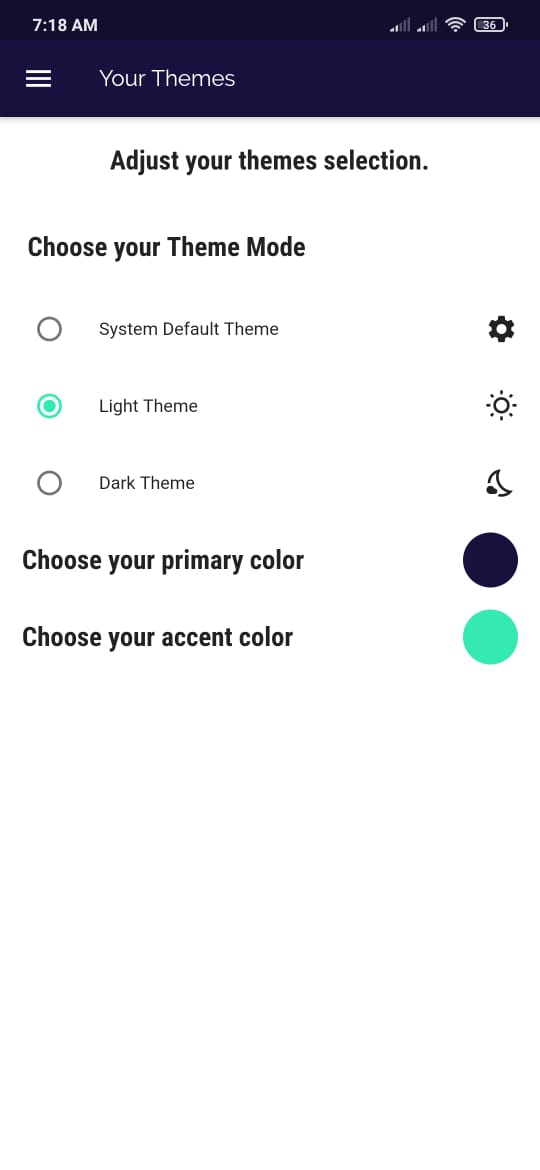 7:18 AM
36
Your Themes
Adjust your themes selection.
Choose your Theme Mode
System Default Theme
Light Theme
Dark Theme
Choose your primary color
Choose your accent color